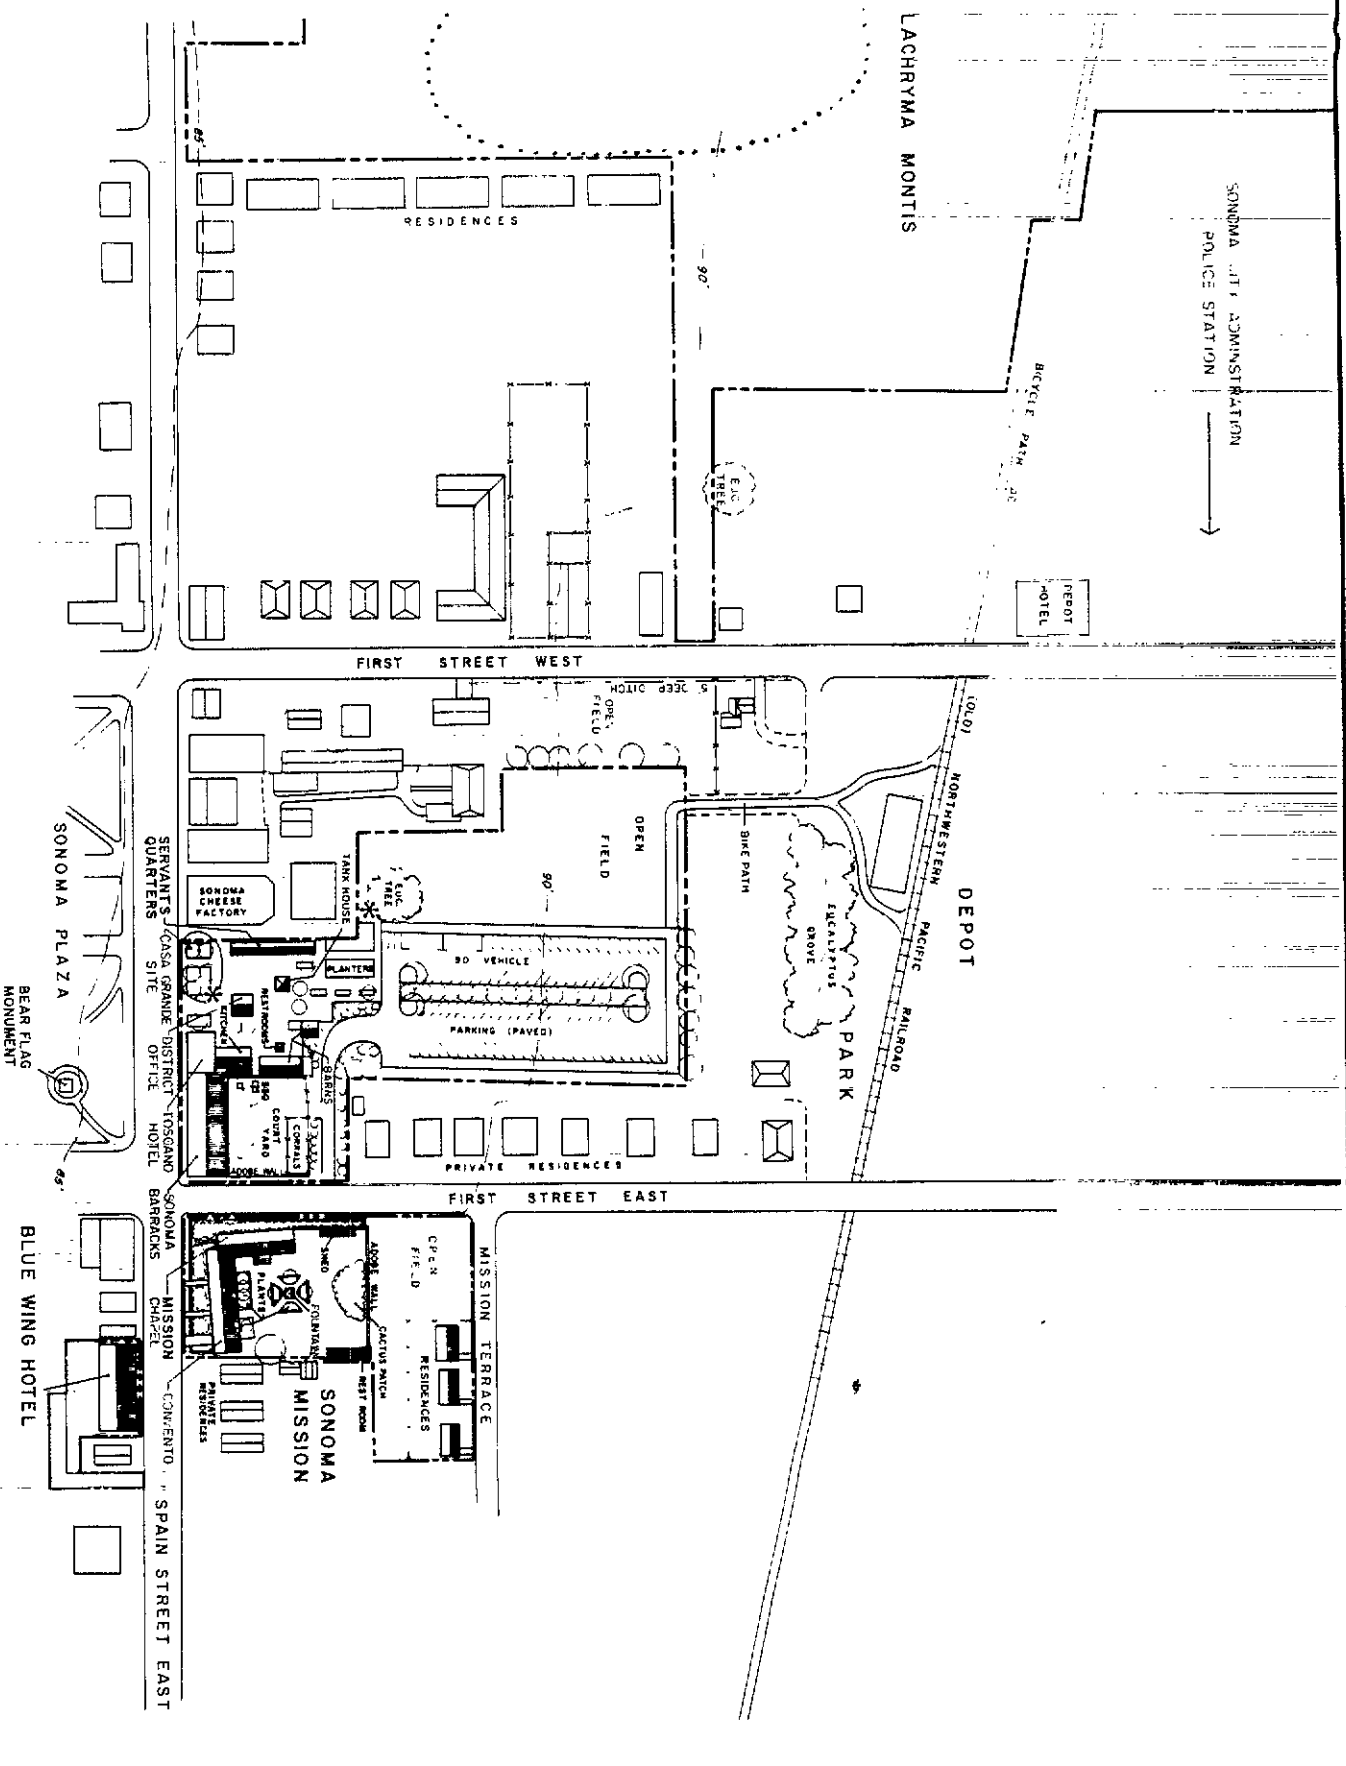 LACHRYMA MONTIS
POLICE STATION
85'
RESIDENCES
90'
BICYCLE PATH
EUC
TREE
DEPOT
HOTEL
FIRST STREET WEST
5' DEEP DITCH
OPEN
FIELD
(OLD)
NORTHWESTERN
PACIFIC
RAILROAD
OPEN
FIELD
BIKE PATH
DEPOT
PARK
EUCALYPTUS
GROVE
SONOMA PLAZA
SERVANTS
QUARTERS
SONOMA
CHEESE
FACTORY
TANK HOUSE
EUC.
TREE
90'
CASA GRANDE
SITE
PLANTERS
90 VEHICLE
PARKING (PAVED)
RESTROOMS
KITCHEN
BARNS
BEAR FLAG
MONUMENT
DISTRICT
OFFICE
TOSCANO
HOTEL
BBQ
COURT
YARD
CORRALS
ADOBE WALL
PRIVATE RESIDENCES
85'
FIRST STREET EAST
SONOMA
BARRACKS
SHED
ADOBE WALL
OPEN
FIELD
MISSION TERRACE
BLUE WING HOTEL
MISSION
CHAPEL
PLANTS
FOUNTAIN
CACTUS PATCH
RESIDENCES
REST ROOM
PRIVATE
RESIDENCES
SONOMA
MISSION
CONVENTO
SPAIN STREET EAST